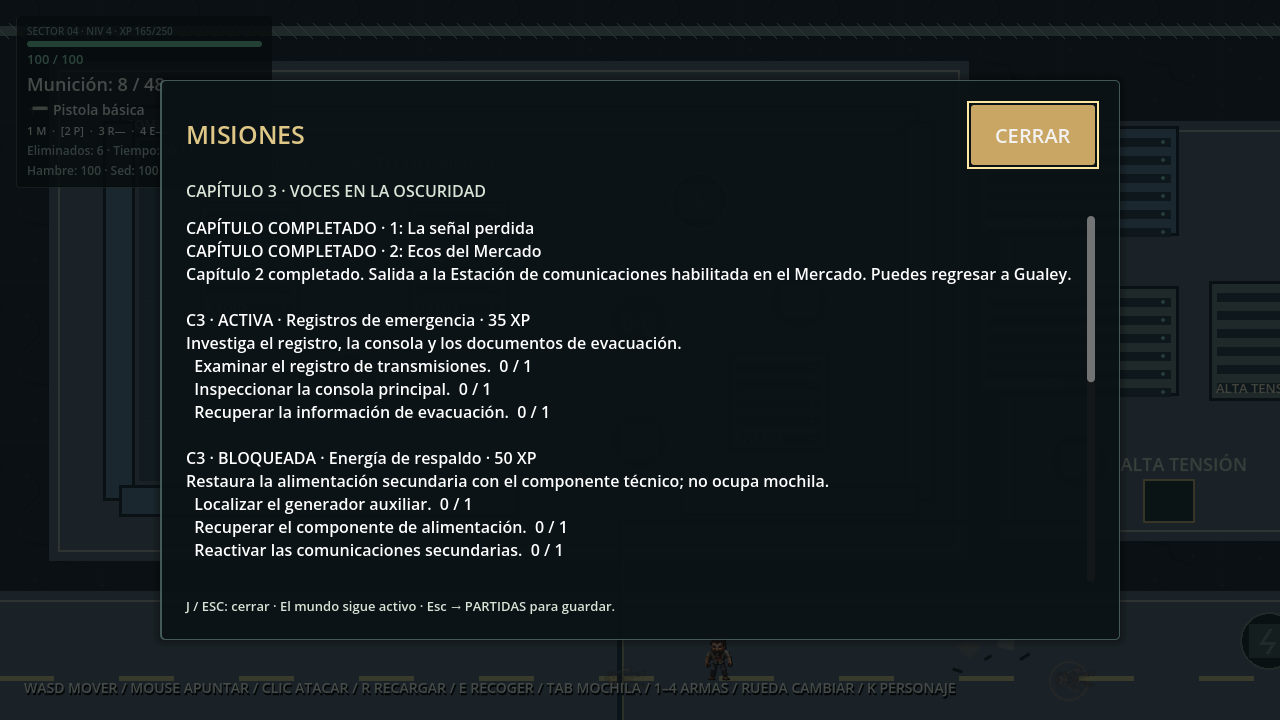 SECTOR 04 · NIV 4 · XP 165/250
100 / 100
Munición: 8 / 48
Pistola básica
1 M · [2 P] · 3 R— · 4 E—
Eliminados: 6 · Tiempo:
Hambre: 100 · Sed: 100
MISIONES
CERRAR
CAPÍTULO 3 · VOCES EN LA OSCURIDAD
CAPÍTULO COMPLETADO · 1: La señal perdida
CAPÍTULO COMPLETADO · 2: Ecos del Mercado
Capítulo 2 completado. Salida a la Estación de comunicaciones habilitada en el Mercado. Puedes regresar a Gualey.
C3 · ACTIVA · Registros de emergencia · 35 XP
Investiga el registro, la consola y los documentos de evacuación.
Examinar el registro de transmisiones. 0 / 1
Inspeccionar la consola principal. 0 / 1
Recuperar la información de evacuación. 0 / 1
C3 · BLOQUEADA · Energía de respaldo · 50 XP
Restaura la alimentación secundaria con el componente técnico; no ocupa mochila.
Localizar el generador auxiliar. 0 / 1
Recuperar el componente de alimentación. 0 / 1
Reactivar las comunicaciones secundarias. 0 / 1
J / ESC: cerrar · El mundo sigue activo · Esc → PARTIDAS para guardar.
ALTA TENS
ALTA TENSIÓN
WASD MOVER / MOUSE APUNTAR / CLIC ATACAR / R RECARGAR / E RECOGER / TAB MOCHILA / 1–4 ARMAS / RUEDA CAMBIAR / K PERSONAJE